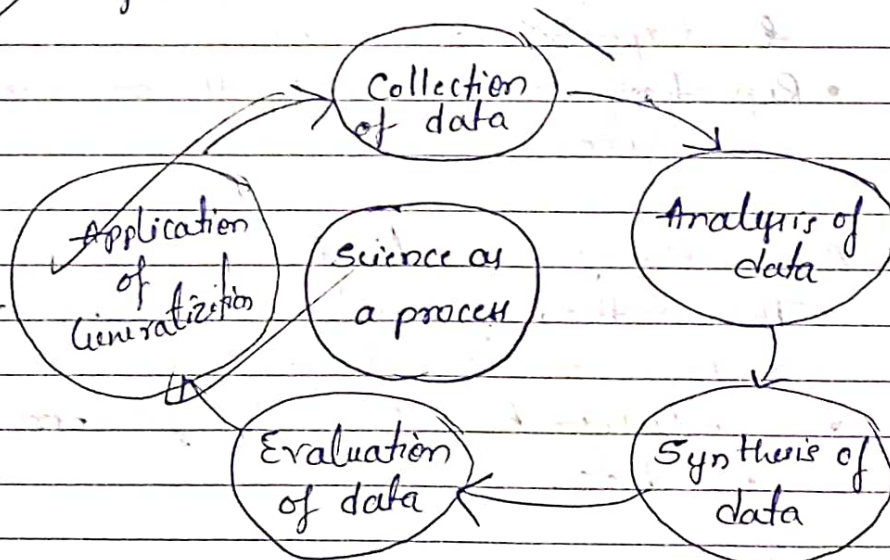 Collection
of data
Analysis of
data
Synthesis of
data
Evaluation
of data
Application
of
Generalization
Science as
a process